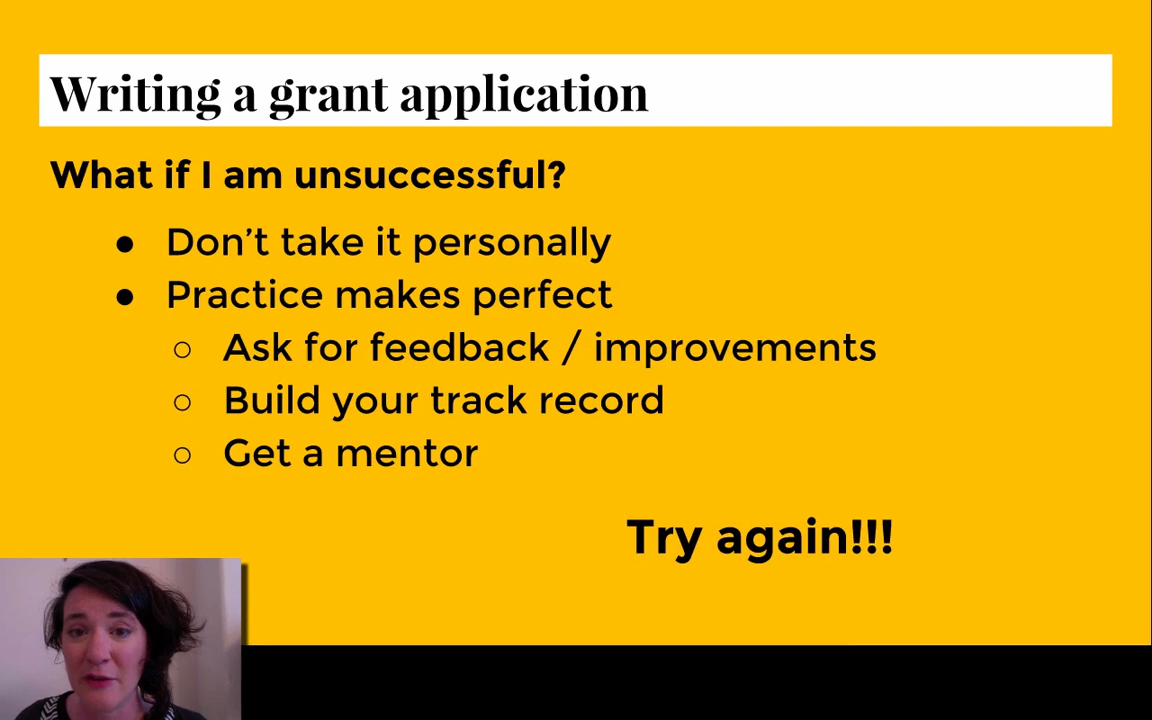 Writing a grant application
What if I am unsuccessful?
● Don’t take it personally
● Practice makes perfect
○ Ask for feedback / improvements
○ Build your track record
○ Get a mentor
Try again!!!